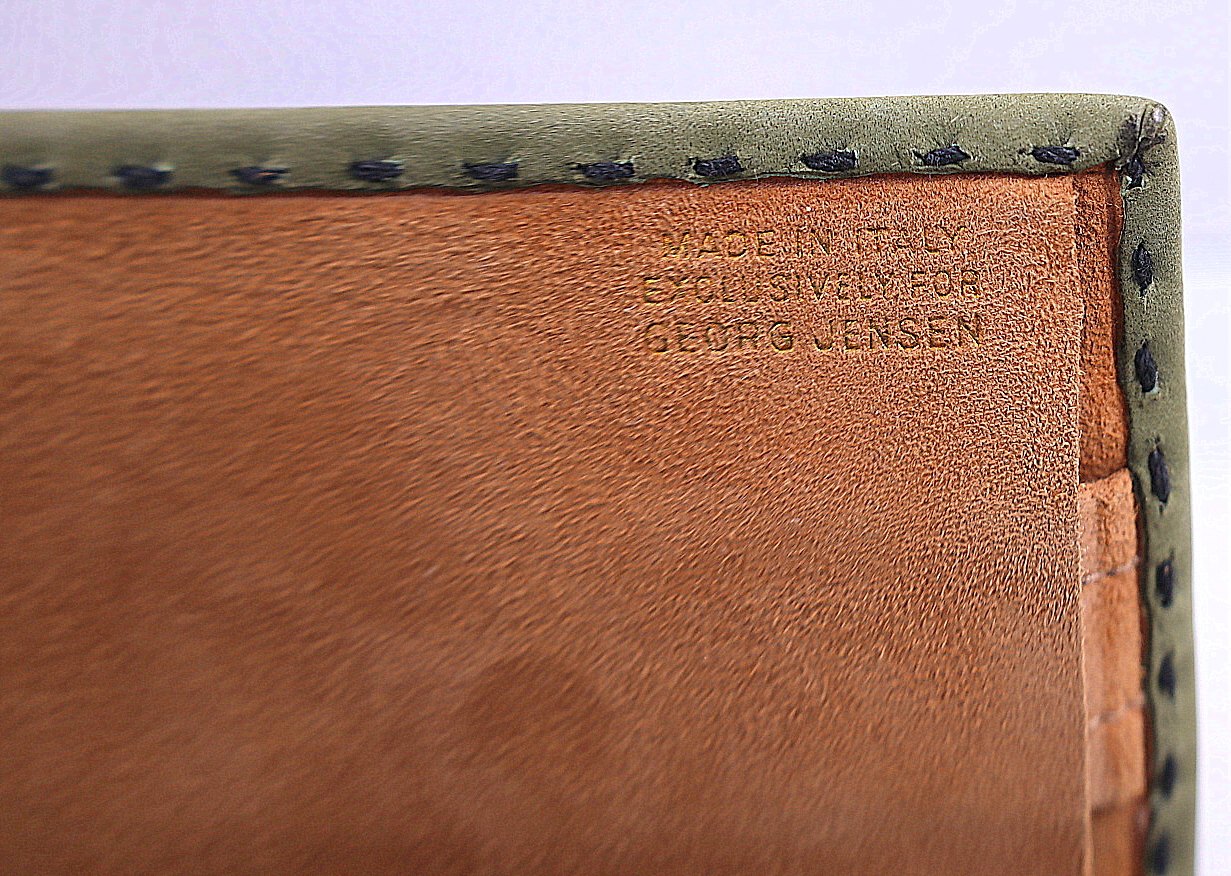 MADE IN ITALY
EXCLUSIVELY FOR
GEORG JENSEN